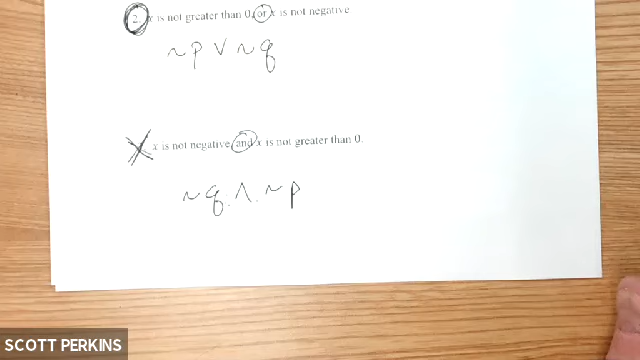 2. x is not greater than 0, or x is not negative.
~p ∨ ~q
x is not negative and x is not greater than 0.
~q ∧ ~p
SCOTT PERKINS